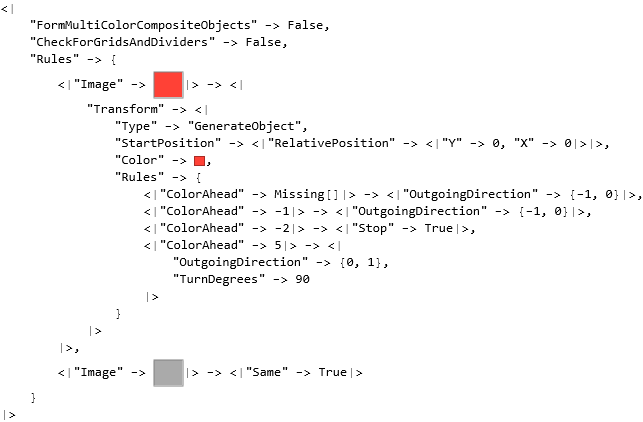 <|
"FormMultiColorCompositeObjects" -> False,
"CheckForGridsAndDividers" -> False,
"Rules" -> {
<|"Image" -> |> -> <|
"Transform" -> <|
"Type" -> "GenerateObject",
"StartPosition" -> <|"RelativePosition" -> <|"Y" -> 0, "X" -> 0|>|>,
"Color" -> ,
"Rules" -> {
<|"ColorAhead" -> Missing[]|> -> <|"OutgoingDirection" -> {-1, 0}|>,
<|"ColorAhead" -> -1|> -> <|"OutgoingDirection" -> {-1, 0}|>,
<|"ColorAhead" -> -2|> -> <|"Stop" -> True|>,
<|"ColorAhead" -> 5|> -> <|
"OutgoingDirection" -> {0, 1},
"TurnDegrees" -> 90
|>
}
|>
|>,
<|"Image" -> |> -> <|"Same" -> True|>
}
|>